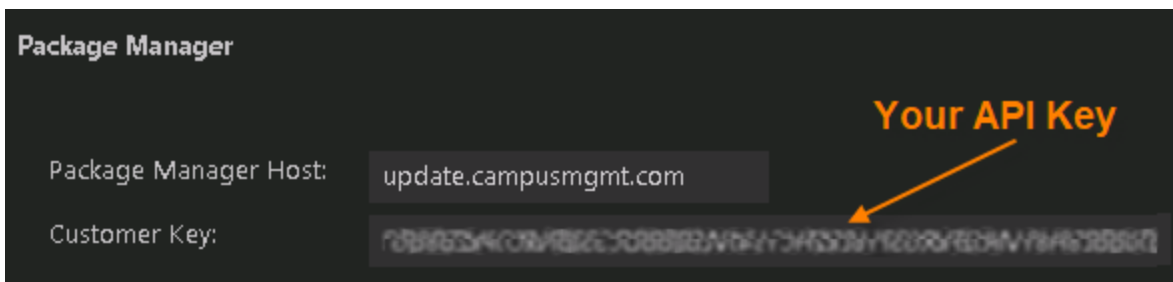 Package Manager
Your API Key
Package Manager Host: update.campusmgmt.com
Customer Key: